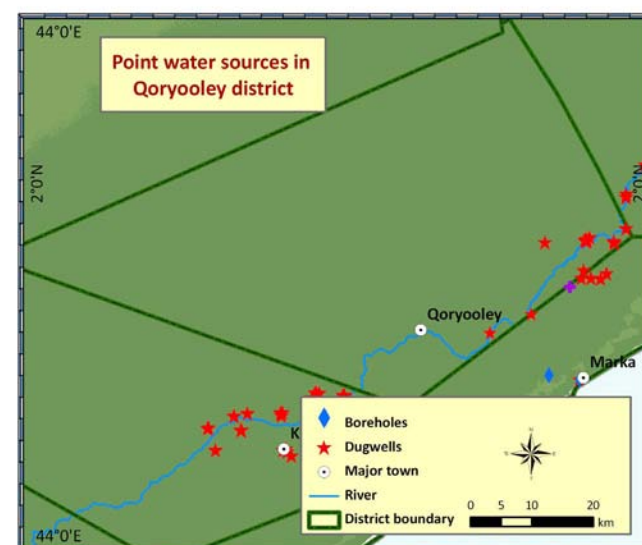 44°0'E
Point water sources in
Qoryooley district
2°0'N
2°0'N
Qoryooley
Marka
K
Boreholes
Dugwells
Major town
River
District boundary
N
0 5 10 20
km
44°0'E